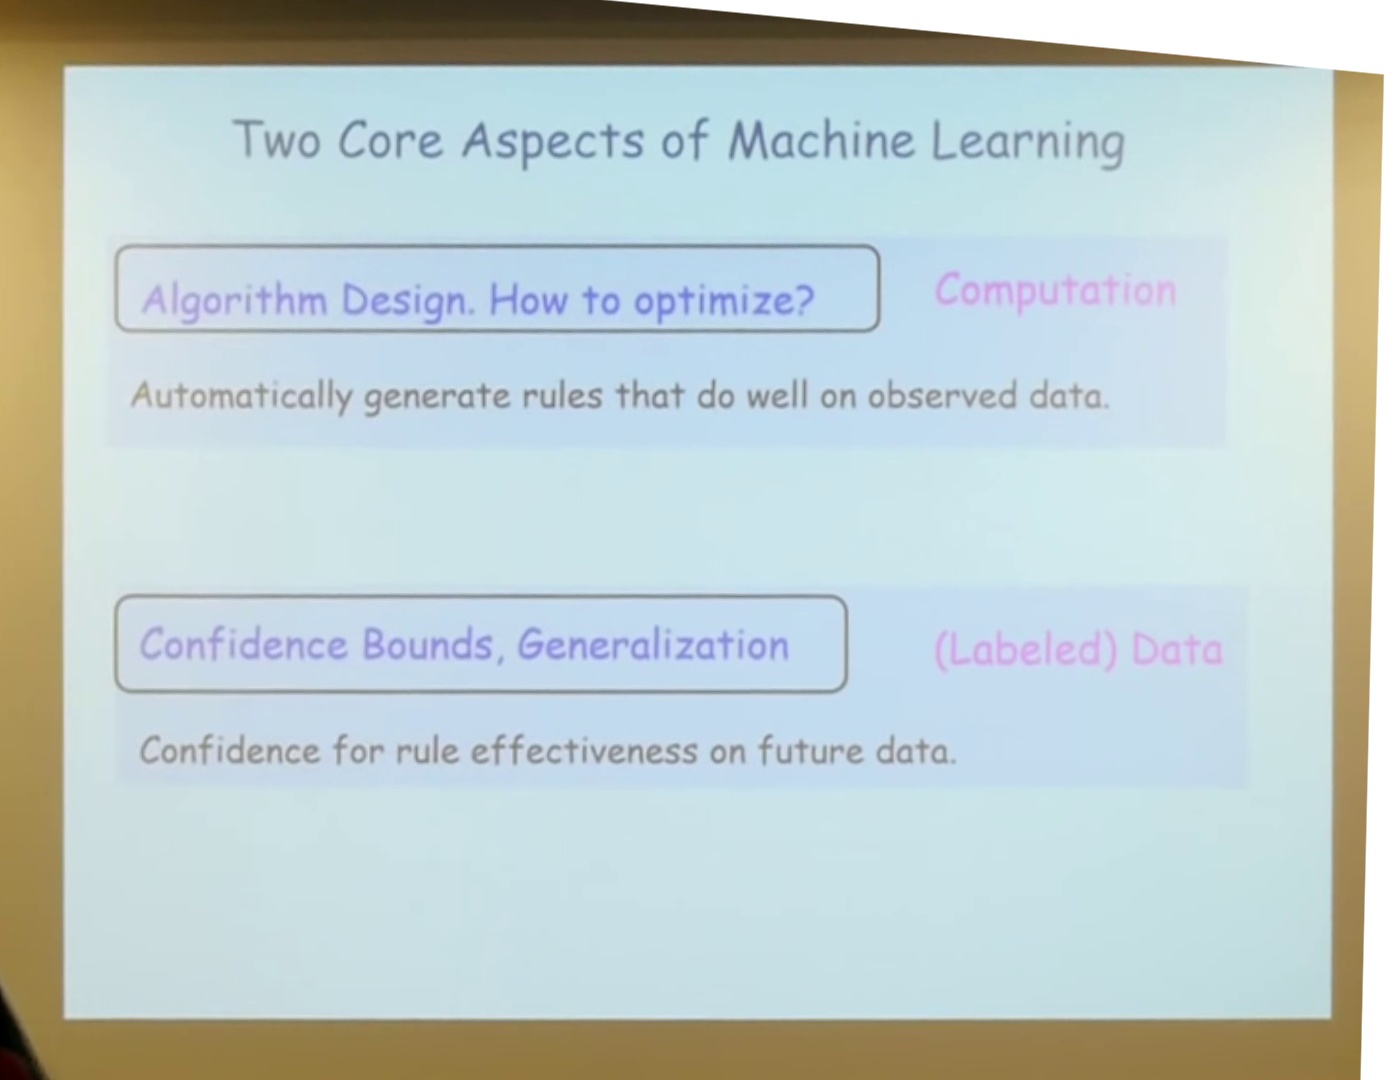 Two Core Aspects of Machine Learning
Algorithm Design. How to optimize?
Computation
Automatically generate rules that do well on observed data.
Confidence Bounds, Generalization
(Labeled) Data
Confidence for rule effectiveness on future data.